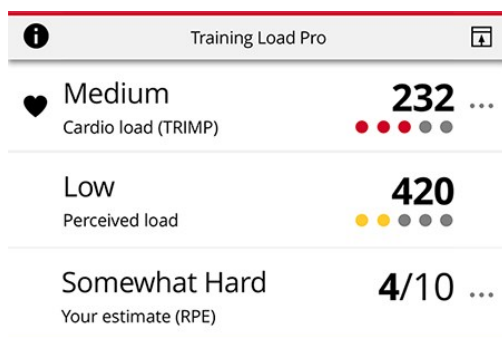 Training Load Pro
Medium 232
Cardio load (TRIMP)
Low 420
Perceived load
Somewhat Hard 4/10
Your estimate (RPE)